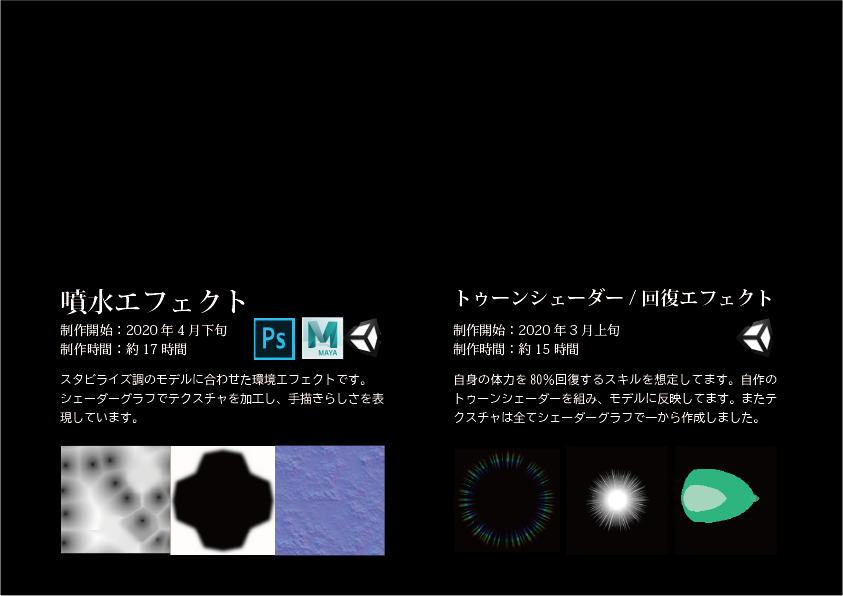 噴水エフェクト
制作開始：2020 年 4 月下旬
制作時間：約 17 時間
Ps
MAYA
スタビライズ調のモデルに合わせた環境エフェクトです。
シェーダーグラフでテクスチャを加工し、手描きらしさを表
現しています。
トゥーンシェーダー / 回復エフェクト
制作開始：2020 年 3 月上旬
制作時間：約 15 時間
自身の体力を 80％回復するスキルを想定してます。自作の
トゥーンシェーダーを組み、モデルに反映してます。またテ
クスチャは全てシェーダーグラフで一から作成しました。